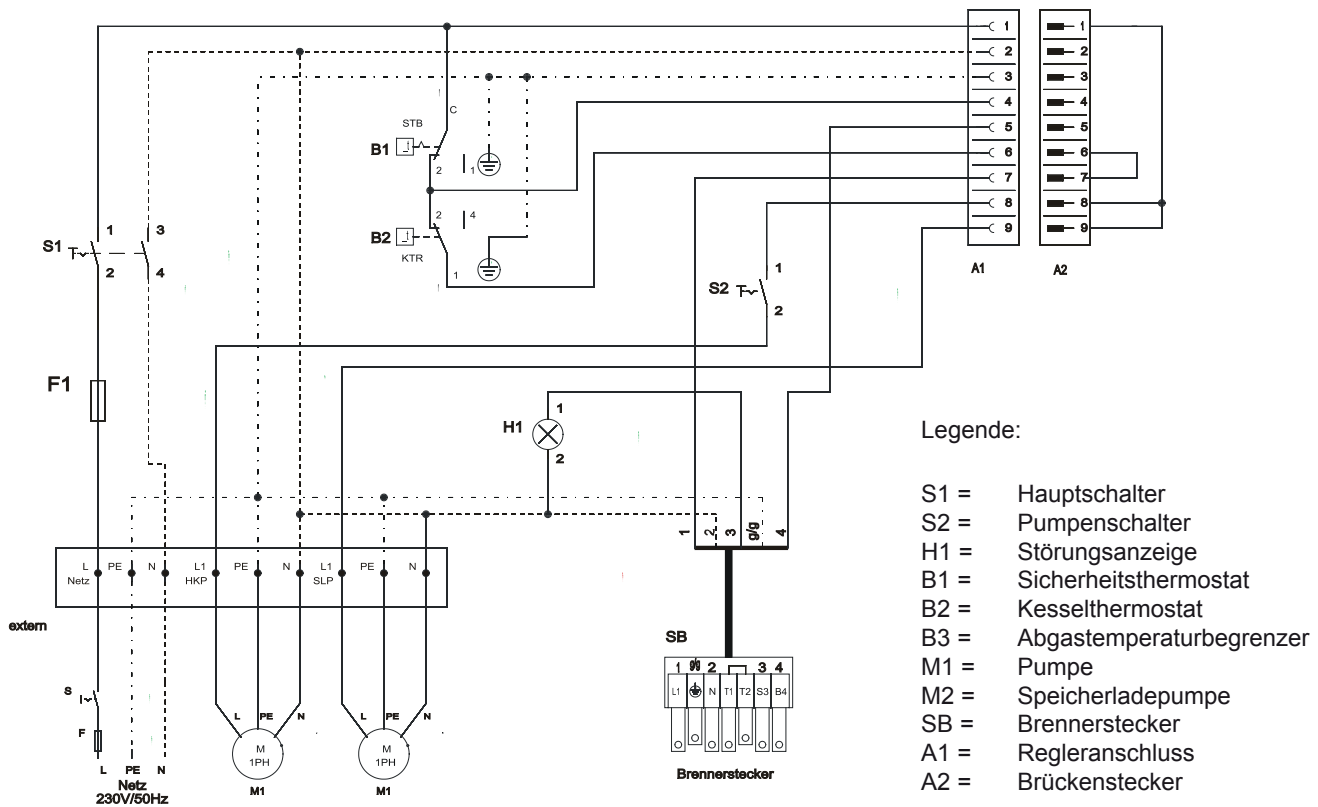 1
2
3
4
5
6
7
8
9
A1
1
2
3
4
5
6
7
8
9
A2
C
STB
B1
2
1
2
4
B2
KTR
1
S1
1
3
2
4
S2
1
2
F1
H1
1
2
1
2
3
g/g
4
L
Netz
PE
N
L1
HKP
PE
N
L1
SLP
PE
N
extern
S
F
L PE N
Netz
230V/50Hz
L PE N
M
1PH
M1
L PE N
M
1PH
M1
SB
1 g/g 2 3 4
L1 N T1 T2 S3 B4
Brennerstecker
Legende:
S1 = Hauptschalter
S2 = Pumpenschalter
H1 = Störungsanzeige
B1 = Sicherheitsthermostat
B2 = Kesselthermostat
B3 = Abgastemperaturbegrenzer
M1 = Pumpe
M2 = Speicherladepumpe
SB = Brennerstecker
A1 = Regleranschluss
A2 = Brückenstecker